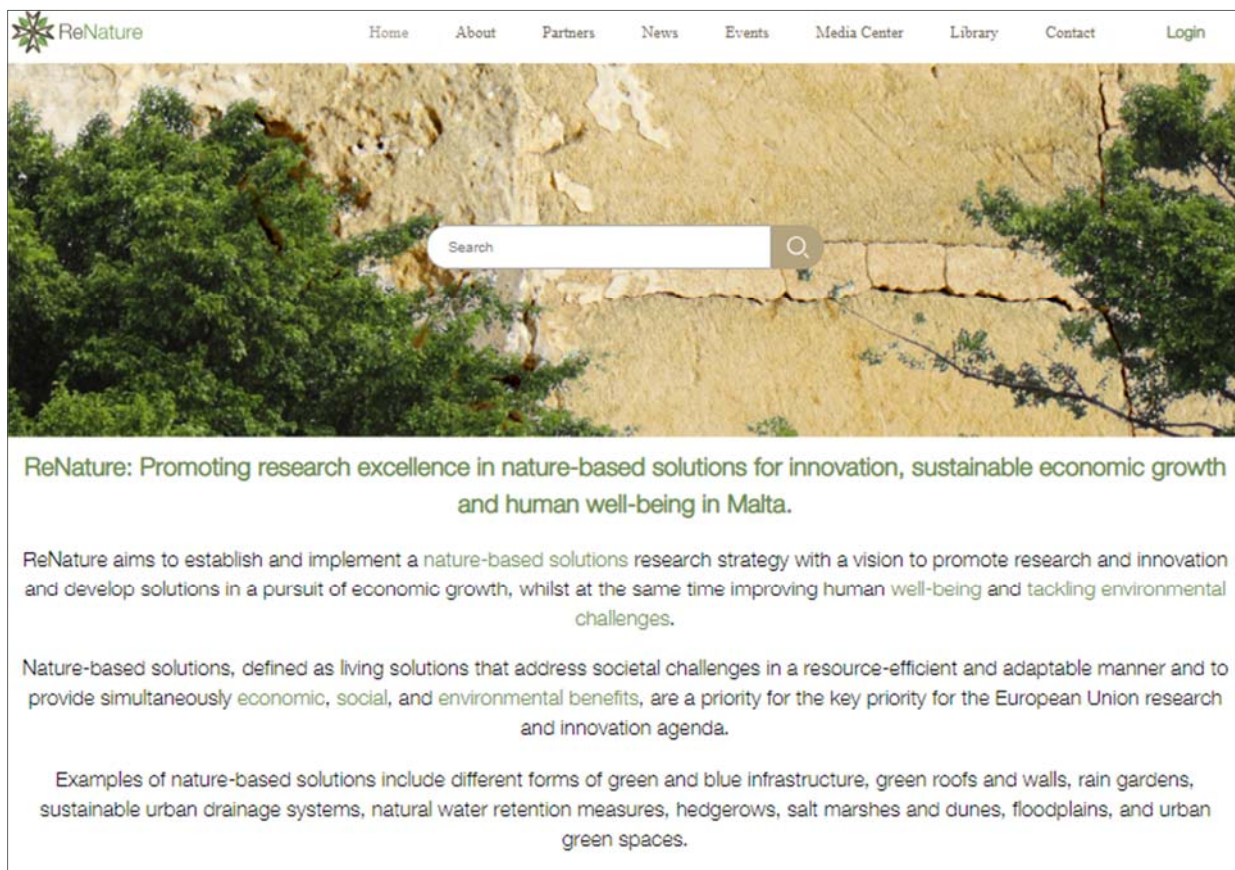 ReNature
Home About Partners News Events Media Center Library Contact Login
Search
ReNature: Promoting research excellence in nature-based solutions for innovation, sustainable economic growth
and human well-being in Malta.
ReNature aims to establish and implement a nature-based solutions research strategy with a vision to promote research and innovation
and develop solutions in a pursuit of economic growth, whilst at the same time improving human well-being and tackling environmental
challenges.
Nature-based solutions, defined as living solutions that address societal challenges in a resource-efficient and adaptable manner and to
provide simultaneously economic, social, and environmental benefits, are a priority for the key priority for the European Union research
and innovation agenda.
Examples of nature-based solutions include different forms of green and blue infrastructure, green roofs and walls, rain gardens,
sustainable urban drainage systems, natural water retention measures, hedgerows, salt marshes and dunes, floodplains, and urban
green spaces.